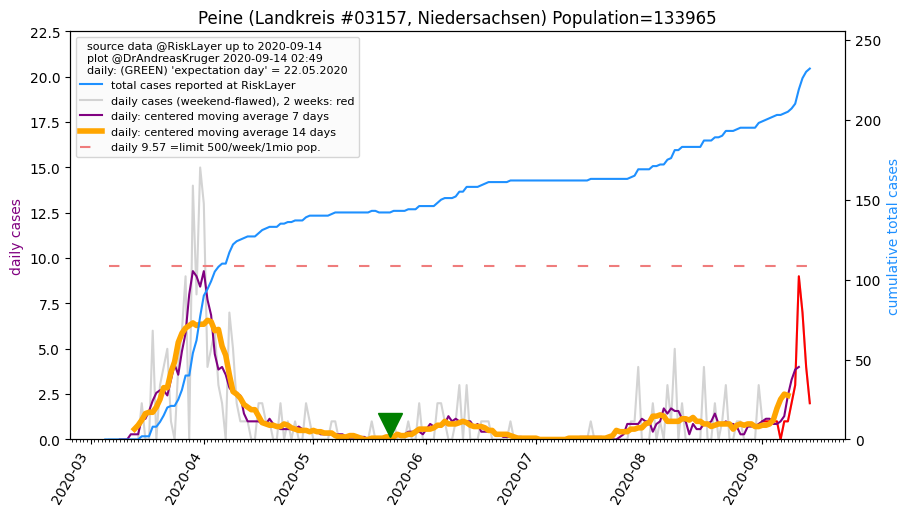 Peine (Landkreis #03157, Niedersachsen) Population=133965
source data @RiskLayer up to 2020-09-14
plot @DrAndreasKruger 2020-09-14 02:49
daily: (GREEN) 'expectation day' = 22.05.2020
total cases reported at RiskLayer
daily cases (weekend-flawed), 2 weeks: red
daily: centered moving average 7 days
daily: centered moving average 14 days
daily 9.57 =limit 500/week/1mio pop.
daily cases
22.5
20.0
17.5
15.0
12.5
10.0
7.5
5.0
2.5
0.0
250
200
150
100
50
0
cumulative total cases
2020-03
2020-04
2020-05
2020-06
2020-07
2020-08
2020-09